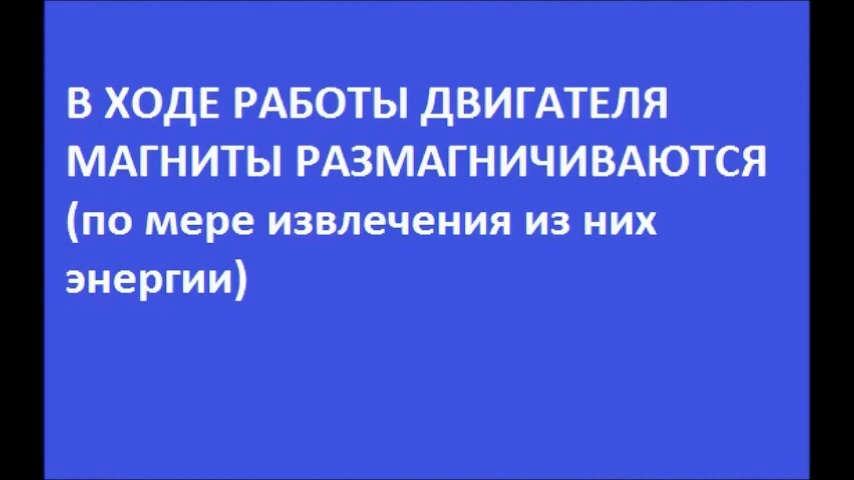 В ХОДЕ РАБОТЫ ДВИГАТЕЛЯ
МАГНИТЫ РАЗМАГНИЧИВАЮТСЯ
(по мере извлечения из них
энергии)